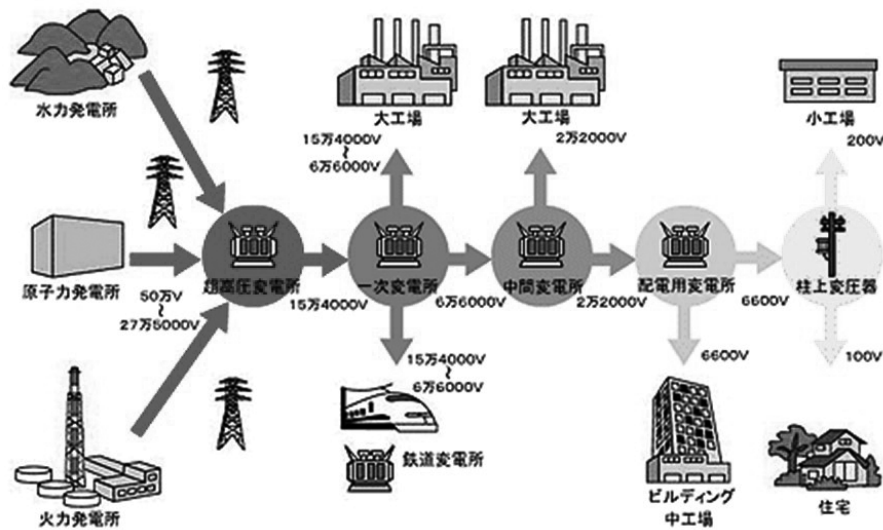 水力発電所
原子力発電所
火力発電所
50万V
～
27万5000V
超高圧変電所
15万4000V
大工場
15万4000V
～
6万6000V
一次変電所
15万4000V
～
6万6000V
鉄道変電所
6万6000V
大工場
2万2000V
中間変電所
2万2000V
配電用変電所
6600V
ビルディング
中工場
6600V
小工場
200V
柱上変圧器
100V
住宅